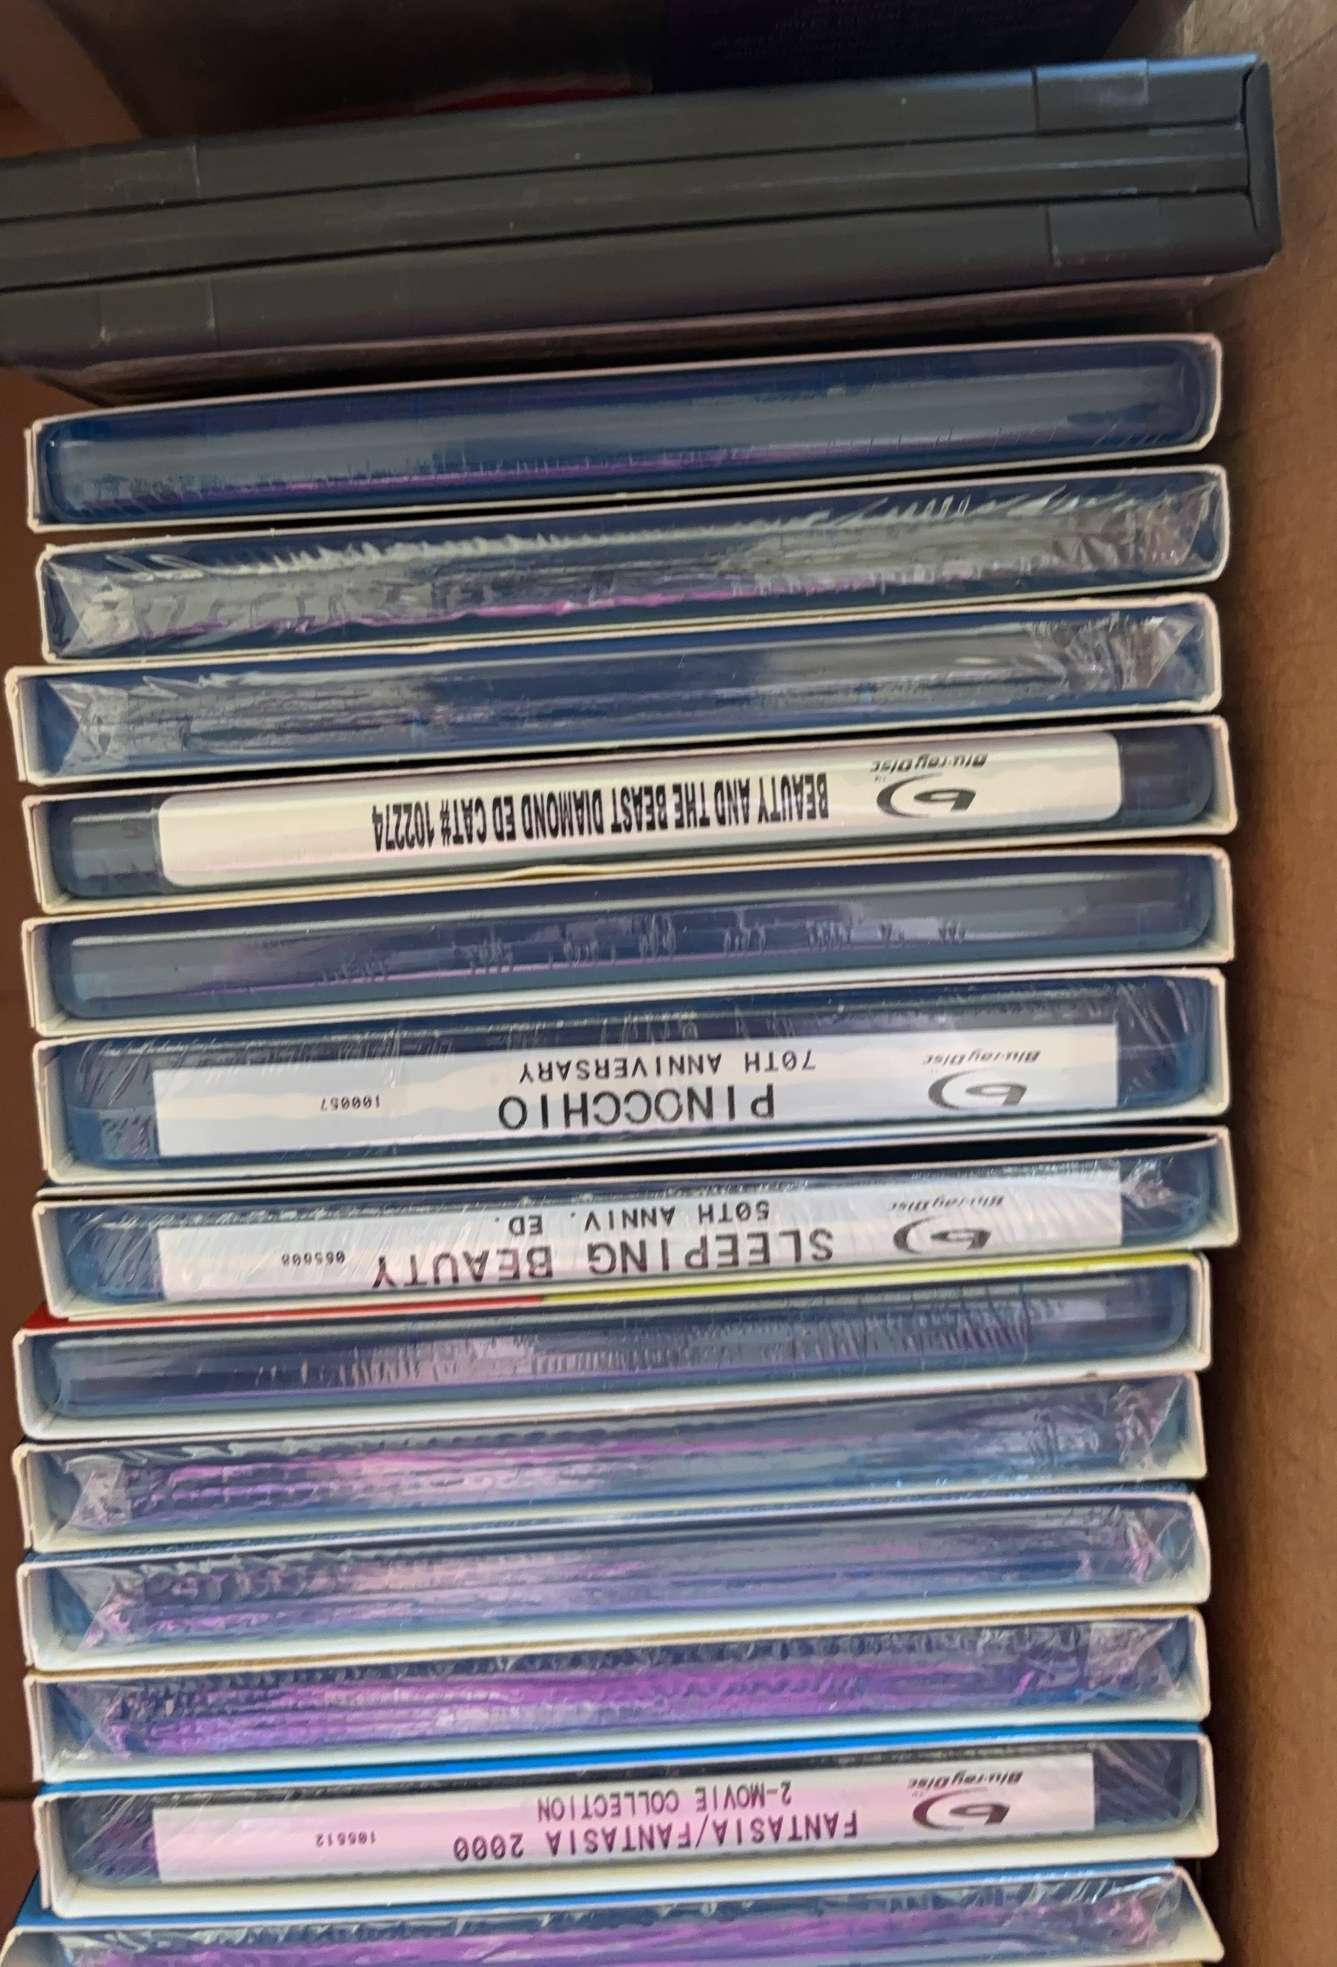 Blu-ray Disc
BEAUTY AND THE BEAST DIAMOND ED CAT# 102274
Blu-ray Disc
PINOCCHIO
70TH ANNIVERSARY
100057
Blu-ray Disc
SLEEPING BEAUTY
50TH ANNIV. ED.
Blu-ray Disc
FANTASIA/FANTASIA 2000
2-MOVIE COLLECTION
105512